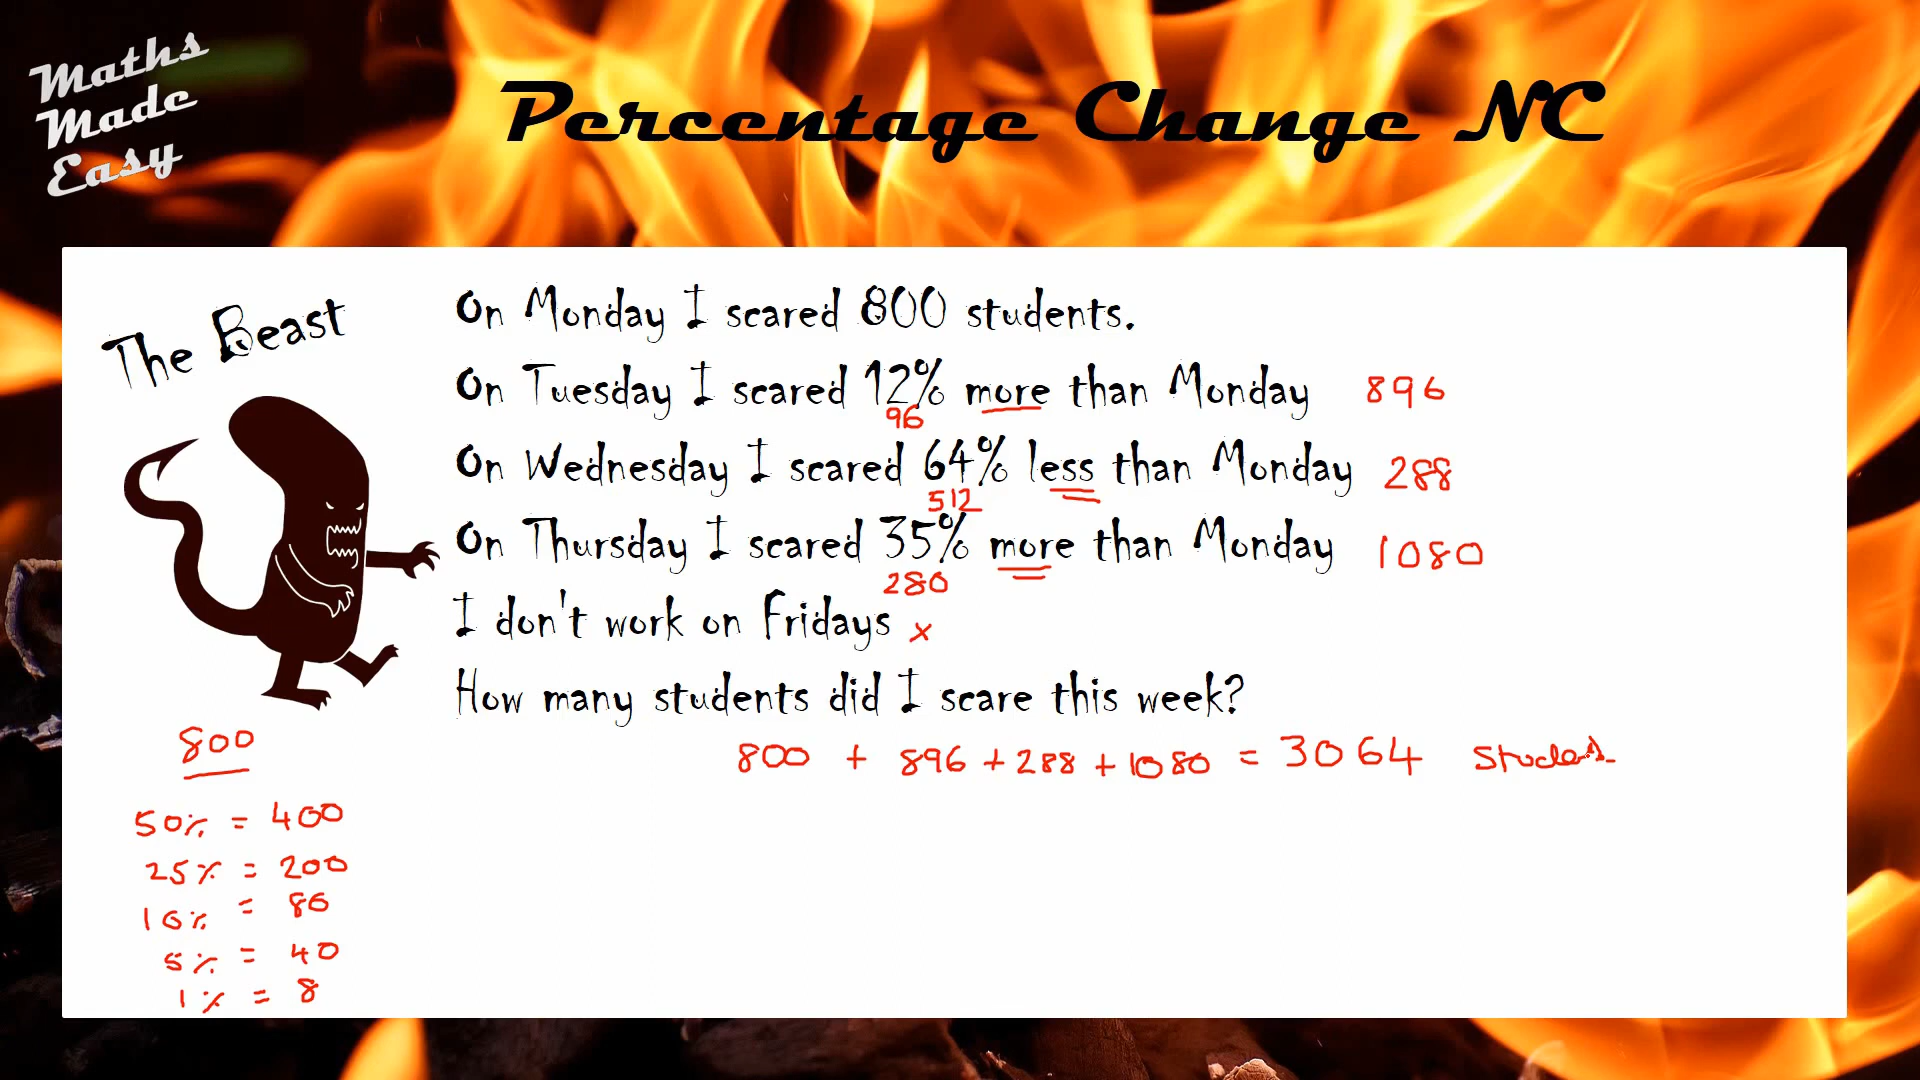 Maths
Made
Easy
Percentage Change NC
The Beast
On Monday I scared 800 students.
On Tuesday I scared 12% more than Monday 896
96
On Wednesday I scared 64% less than Monday 288
512
On Thursday I scared 35% more than Monday 1080
280
I don't work on Fridays x
How many students did I scare this week?
800 + 896 + 288 + 1080 = 3064
800
50% = 400
25% = 200
10% = 80
5% = 40
1% = 8